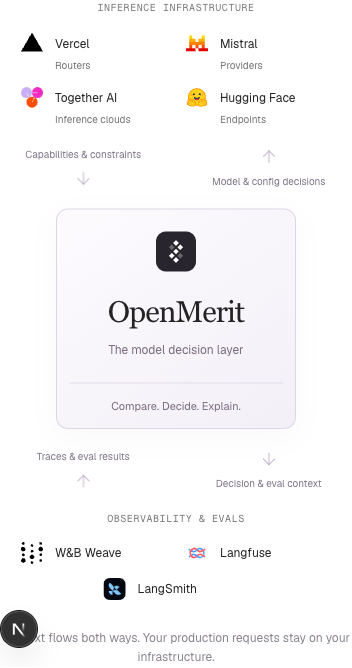 INFERENCE INFRASTRUCTURE
Vercel
Routers
Mistral
Providers
Together AI
Inference clouds
Hugging Face
Endpoints
Capabilities & constraints
Model & config decisions
OpenMerit
The model decision layer
Compare. Decide. Explain.
Traces & eval results
Decision & eval context
OBSERVABILITY & EVALS
W&B Weave
Langfuse
LangSmith
N
flows both ways. Your production requests stay on your
infrastructure.